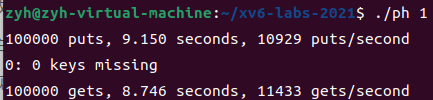 zyh@zyh-virtual-machine:~/xv6-labs-2021$ ./ph 1
100000 puts, 9.150 seconds, 10929 puts/second
0: 0 keys missing
100000 gets, 8.746 seconds, 11433 gets/second